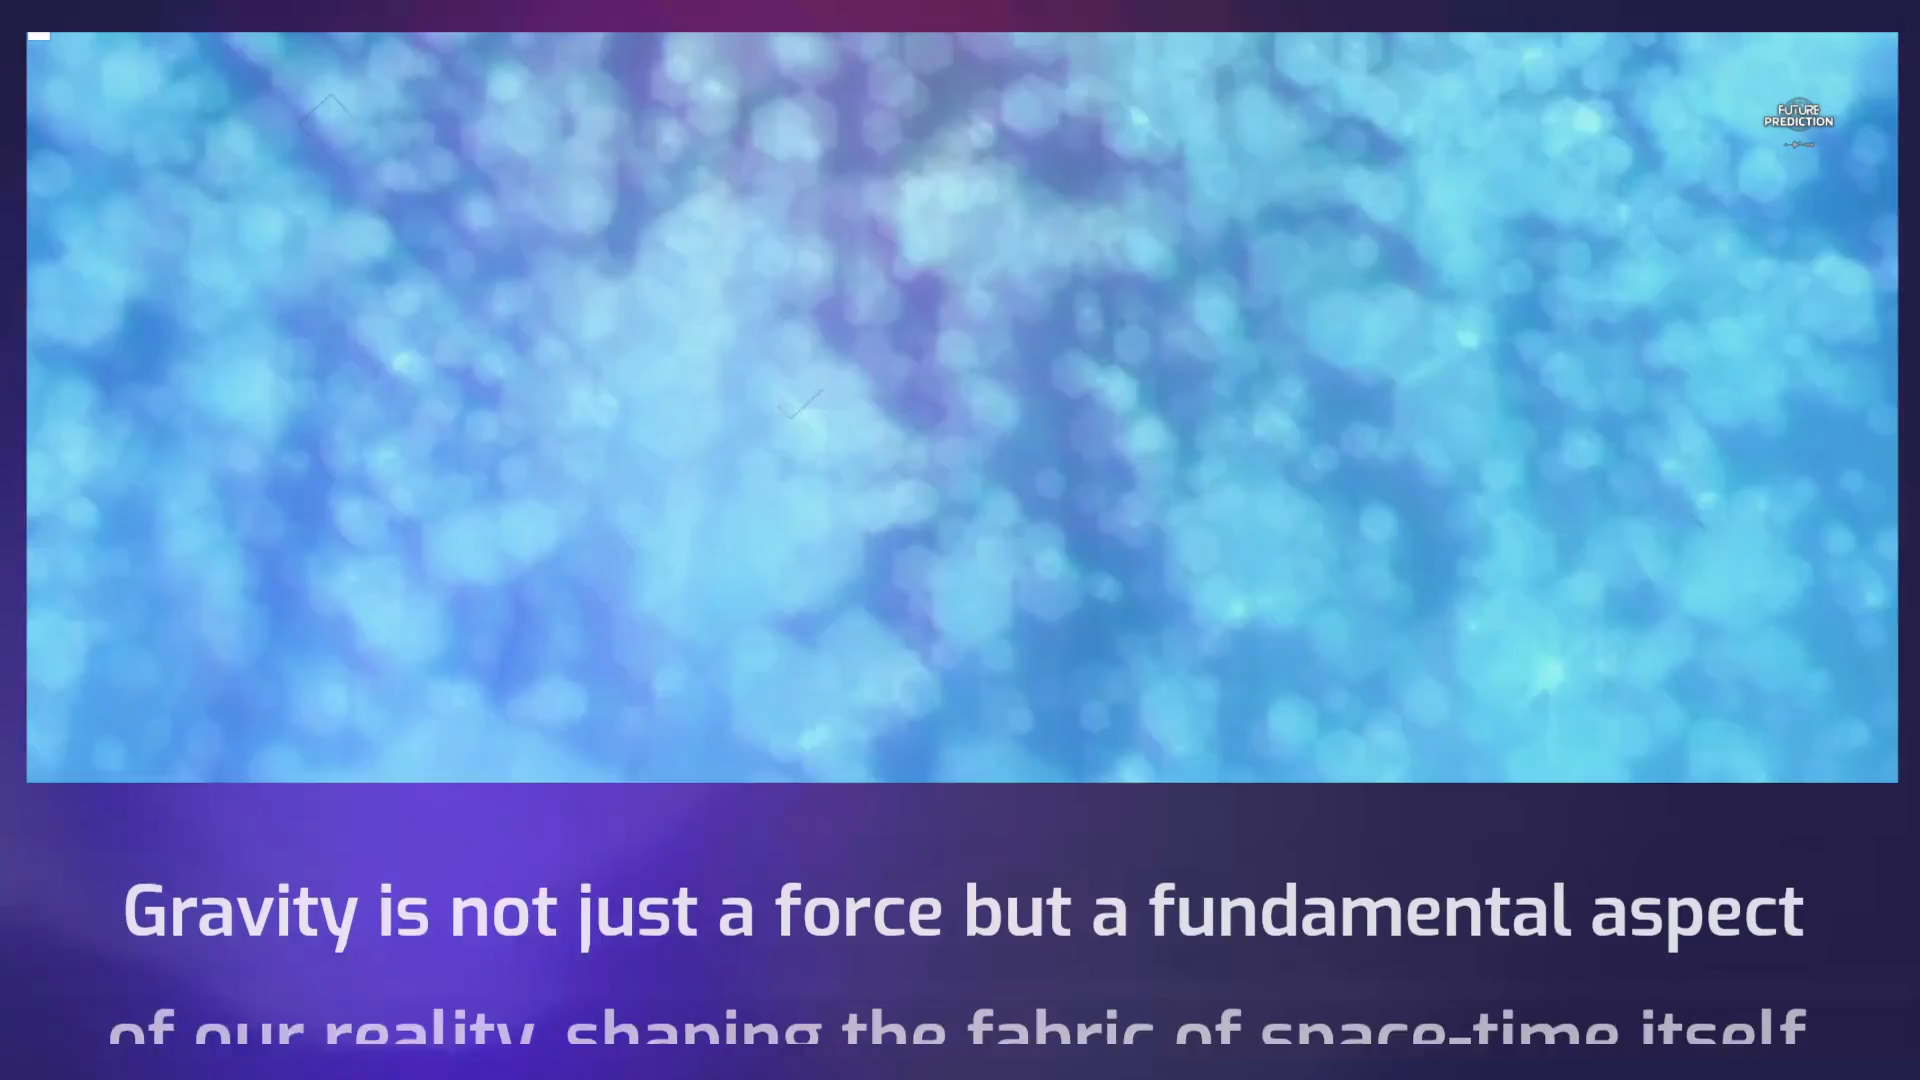 FUTURE
PREDICTION
Gravity is not just a force but a fundamental aspect
of our reality, shaping the fabric of space-time itself